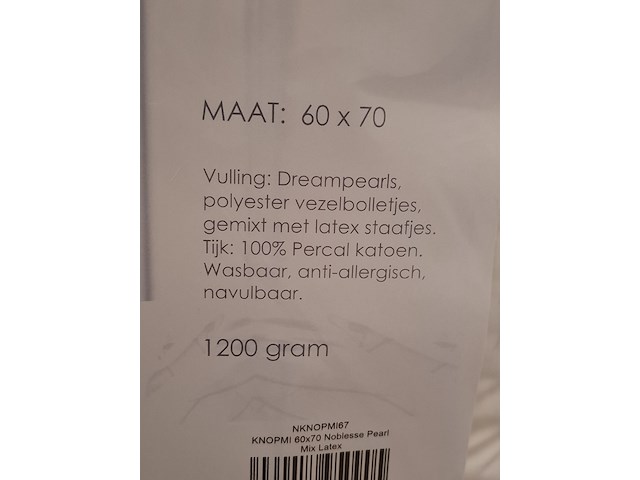 MAAT: 60 x 70
Vulling: Dreampearls,
polyester vezelbolletjes,
gemixt met latex staafjes.
Tijk: 100% Percal katoen.
Wasbaar, anti-allergisch,
navulbaar.
1200 gram
NKNOPMI67
KNOPMI 60x70 Noblesse Pearl
Mix Latex